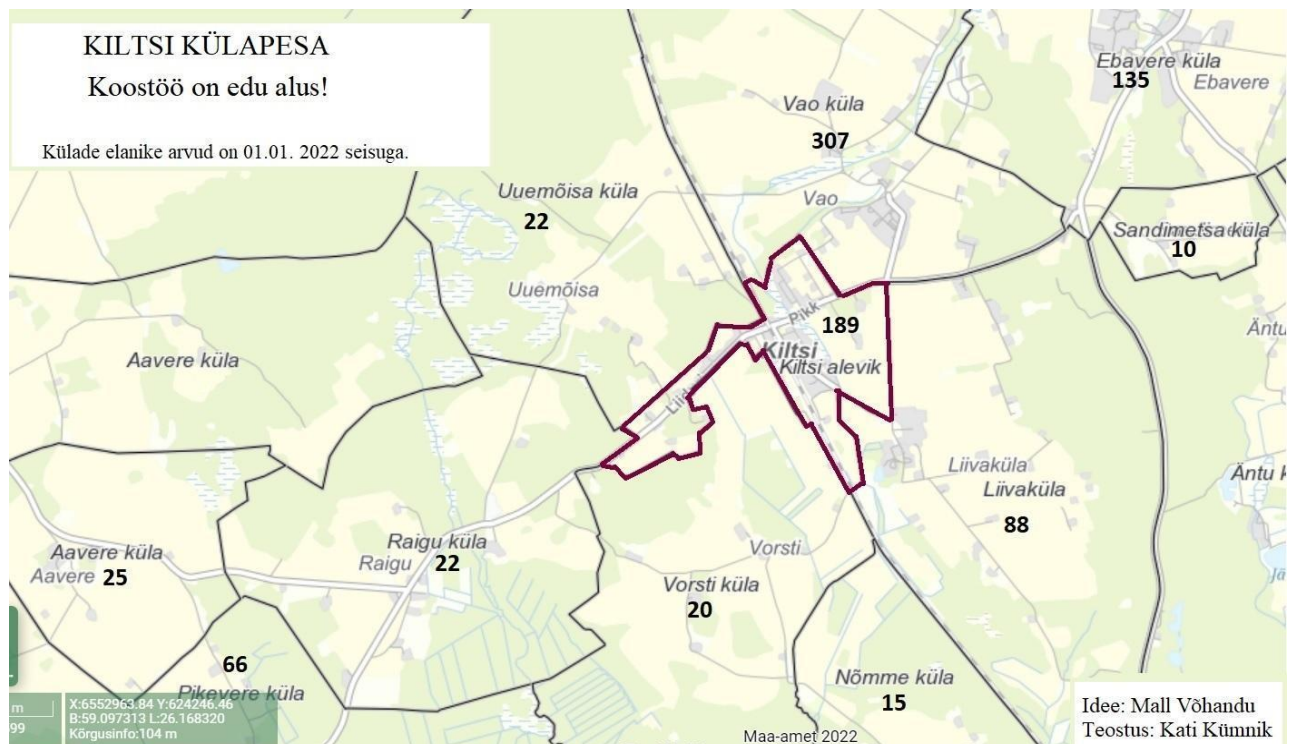 KILTSI KÜLAPESA
Koostöö on edu alus!
Külade elanike arvud on 01.01. 2022 seisuga.
Ebavere küla
135
Ebavere
Vao küla
307
Vao
Uuemõisa küla
22
Uuemõisa
Sandimetsa küla
10
Äntu
Pikk
189
Kiltsi
Kiltsi alevik
Aavere küla
Liivaküla
Liivaküla
88
Äntu k
Raigu küla
22
Raigu
Aavere küla
Aavere 25
Vorsti
Vorsti küla
20
66
Pikevere küla
Nõmme küla
15
m
99
X:6552963.84 Y:624246.46
B:59.097313 L:26.168320
Kõrgusinfo:104 m
Maa-amet 2022
Idee: Mall Võhandu
Teostus: Kati Kümnik